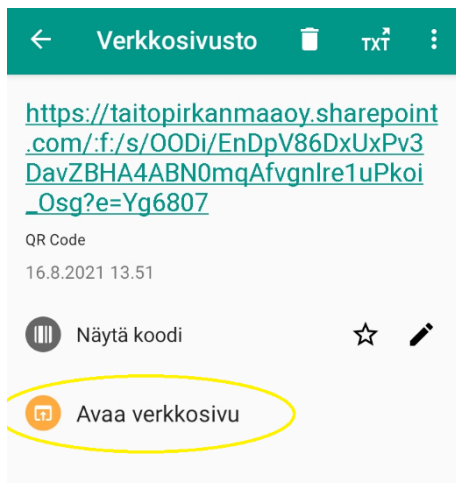 Verkkosivusto TXT
https://taitopirkanmaaoy.sharepoint
.com/:f:/s/OODi/EnDpV86DxUxPv3
DavZBHA4ABN0mqAfvgnlre1uPkoi
_Osg?e=Yg6807
QR Code
16.8.2021 13.51
Näytä koodi
Avaa verkkosivu